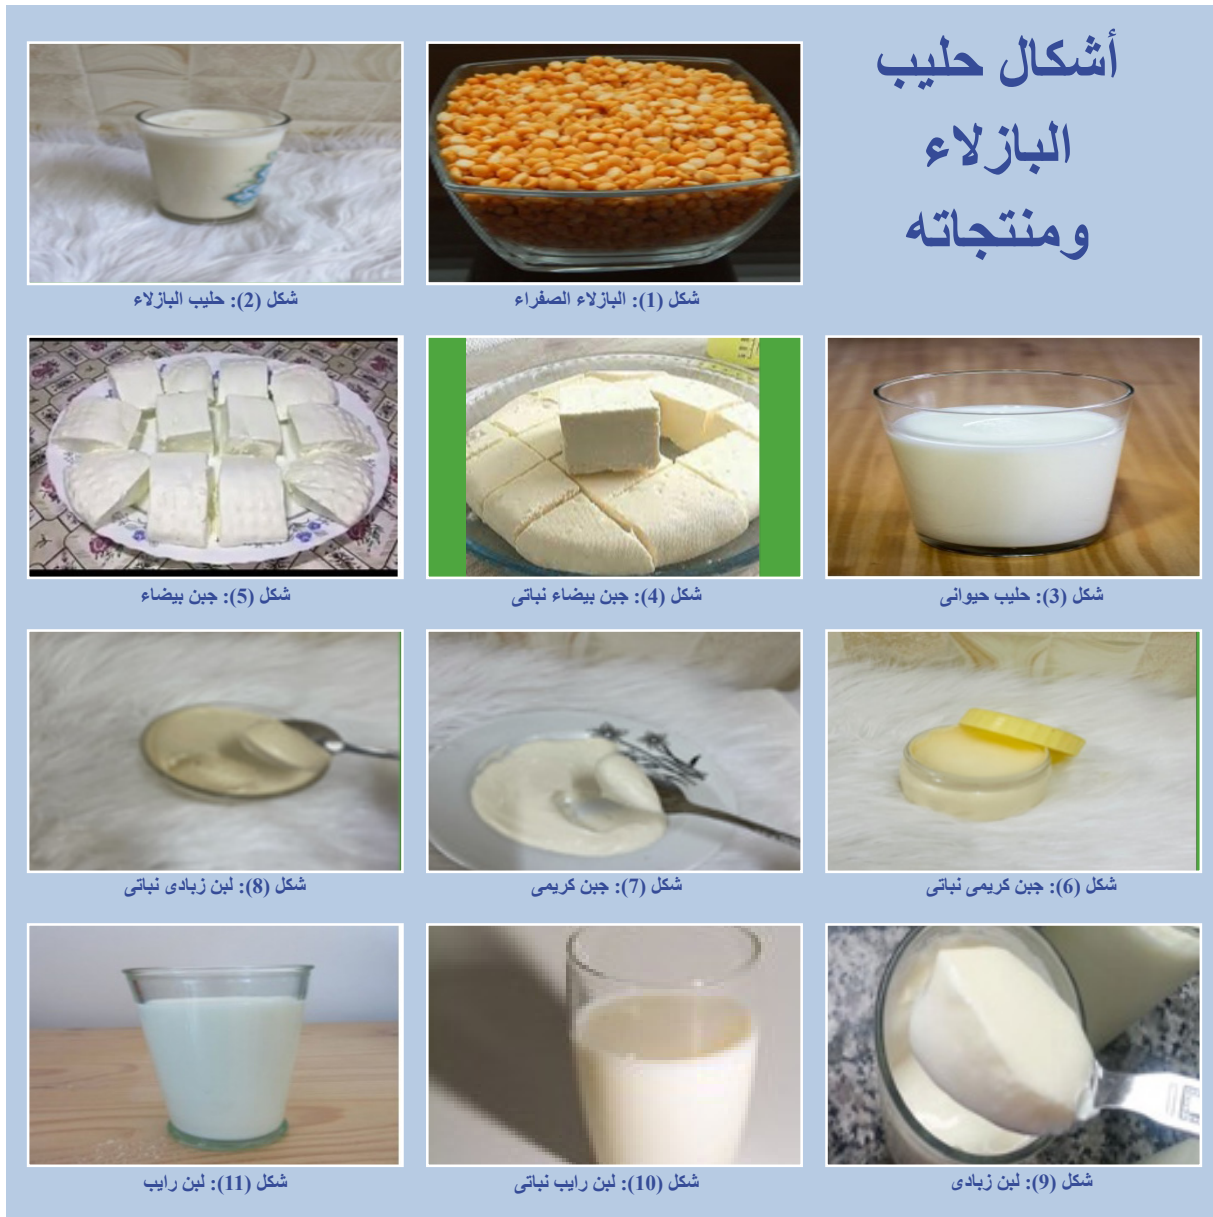 أشكال حليب
البازلاء
ومنتجاته
شكل (1): البازلاء الصفراء
شكل (2): حليب البازلاء
شكل (3): حليب حيوانى
شكل (4): جبن بيضاء نباتى
شكل (5): جبن بيضاء
شكل (6): جبن كريمى نباتى
شكل (7): جبن كريمى
شكل (8): لبن زبادى نباتى
شكل (9): لبن زبادى
شكل (10): لبن رايب نباتى
شكل (11): لبن رايب